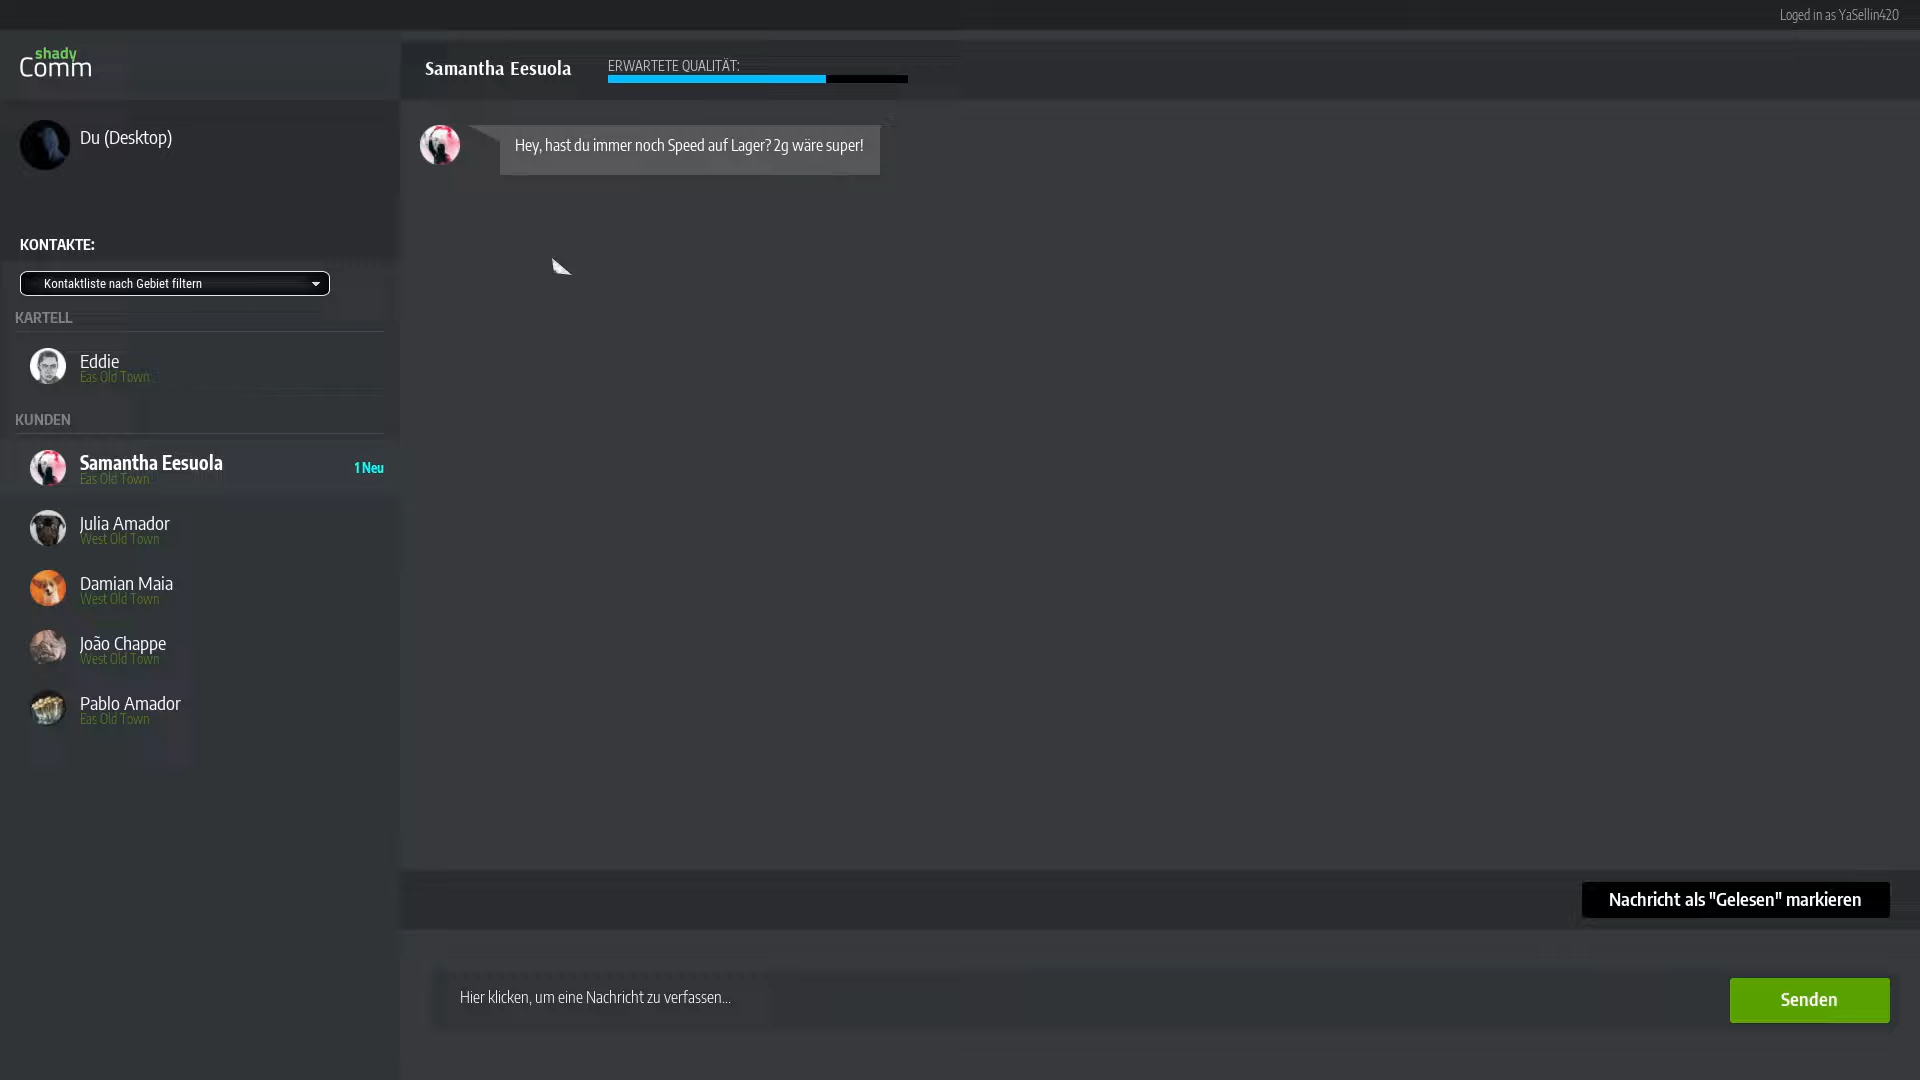 Loged in as YaSellin420
shady
Comm
Samantha Eesuola
ERWARTETE QUALITÄT:
Du (Desktop)
Hey, hast du immer noch Speed auf Lager? 2g wäre super!
KONTAKTE:
Kontaktliste nach Gebiet filtern
KARTELL
Eddie
Eas Old Town
KUNDEN
Samantha Eesuola
Eas Old Town
1 Neu
Julia Amador
West Old Town
Damian Maia
West Old Town
João Chappe
West Old Town
Pablo Amador
Eas Old Town
Nachricht als "Gelesen" markieren
Hier klicken, um eine Nachricht zu verfassen...
Senden